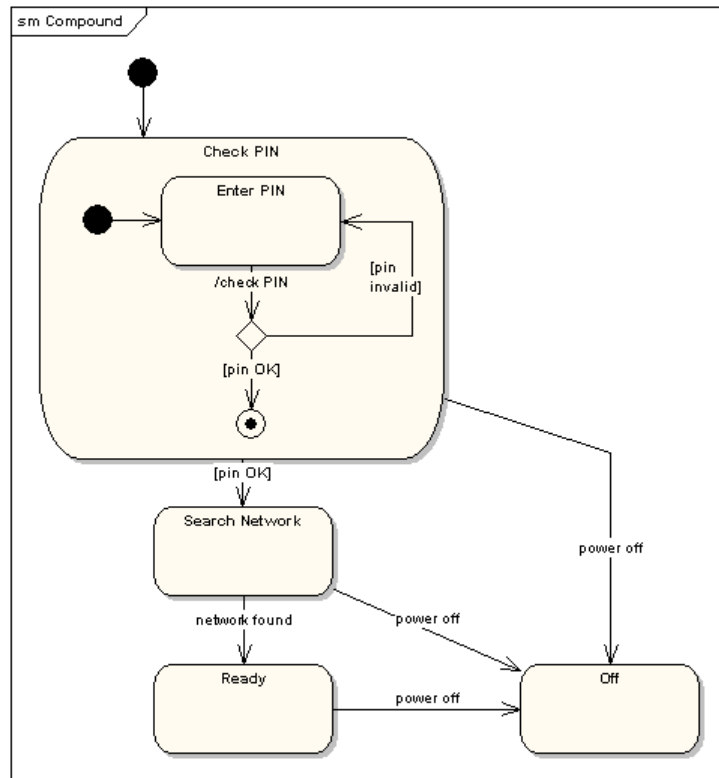 sm Compound
Check PIN
Enter PIN
/check PIN
[pin
invalid]
[pin OK]
[pin OK]
Search Network
power off
network found
power off
Ready
Off
power off